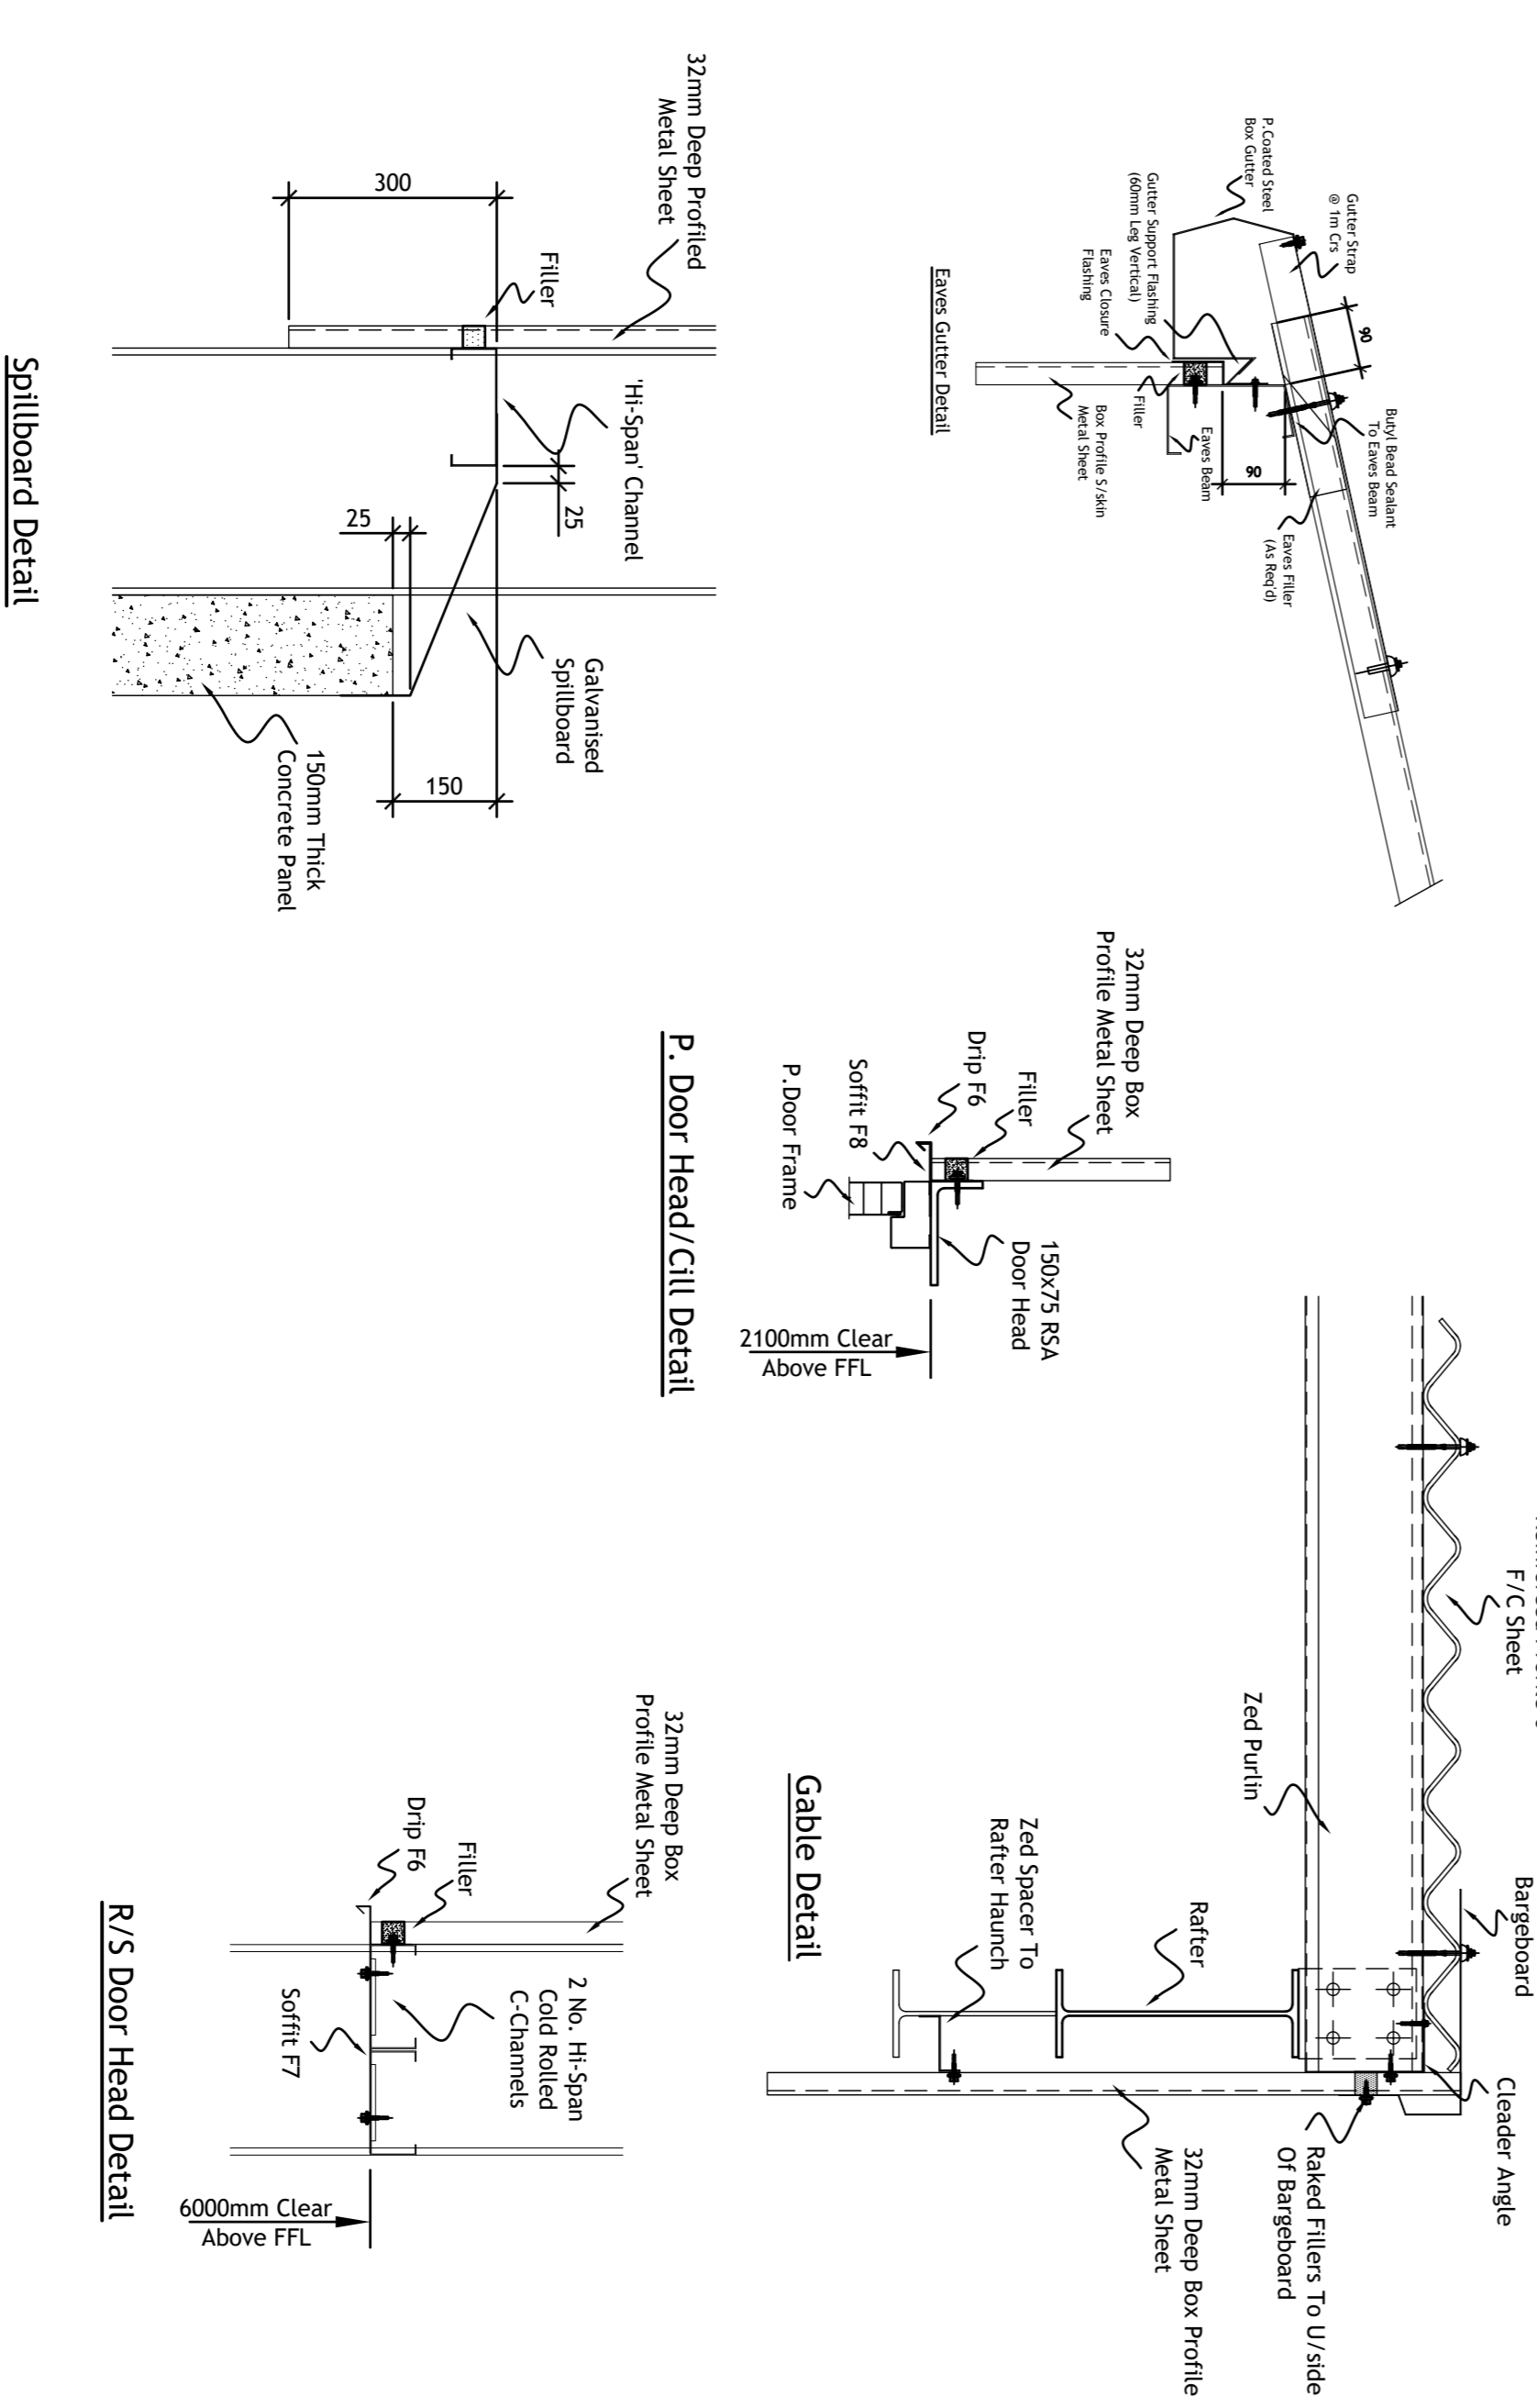 P.Coated Steel
Box Gutter
Gutter Strap
@ 1m Crs
90
Butyl Bead Sealant
To Eaves Beam
Eaves Filler
(As Req'd)
Gutter Support Flashing
(60mm Leg Vertical)
Eaves Closure
Flashing
Filler
Eaves Beam
90
Box Profile S/skin
Metal Sheet
Eaves Gutter Detail
F/C Sheet
Bargeboard
Cleader Angle
Raked Fillers To U/side
Of Bargeboard
Zed Purlin
Rafter
Zed Spacer To
Rafter Haunch
32mm Deep Box Profile
Metal Sheet
Gable Detail
32mm Deep Box
Profile Metal Sheet
Filler
Drip F6
Soffit F8
P.Door Frame
150x75 RSA
Door Head
2100mm Clear
Above FFL
P. Door Head/Cill Detail
32mm Deep Profiled
Metal Sheet
300
Filler
'Hi-Span' Channel
25
25
Galvanised
Spillboard
150
150mm Thick
Concrete Panel
Spillboard Detail
32mm Deep Box
Profile Metal Sheet
Filler
Drip F6
2 No. Hi-Span
Cold Rolled
C-Channels
Soffit F7
6000mm Clear
Above FFL
R/S Door Head Detail